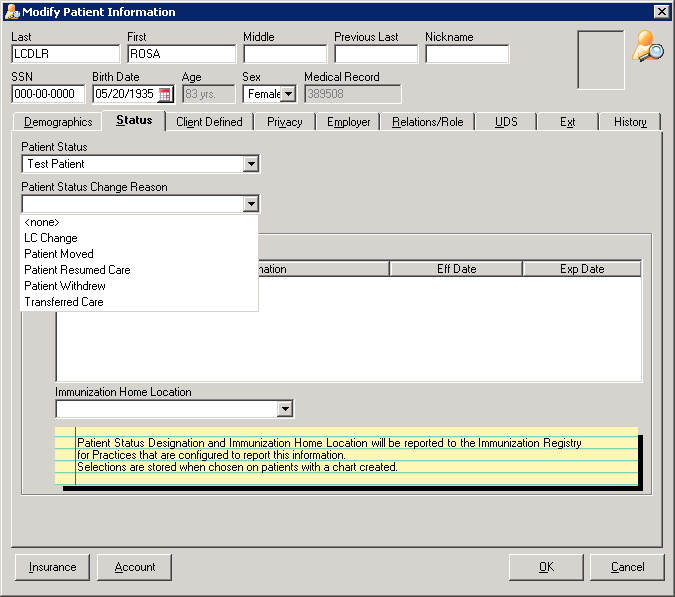 Modify Patient Information
Last First Middle Previous Last Nickname
LCDLR ROSA
SSN Birth Date Age Sex Medical Record
000-00-0000 05/20/1935 83 yrs. Female 389508
Demographics Status Client Defined Privacy Employer Relations/Role UDS Ext History
Patient Status
Test Patient
Patient Status Change Reason
<none>
LC Change
Patient Moved
Patient Resumed Care
Patient Withdrew
Transferred Care
nation Eff Date Exp Date
Immunization Home Location
Patient Status Designation and Immunization Home Location will be reported to the Immunization Registry
for Practices that are configured to report this information.
Selections are stored when chosen on patients with a chart created.
Insurance Account OK Cancel